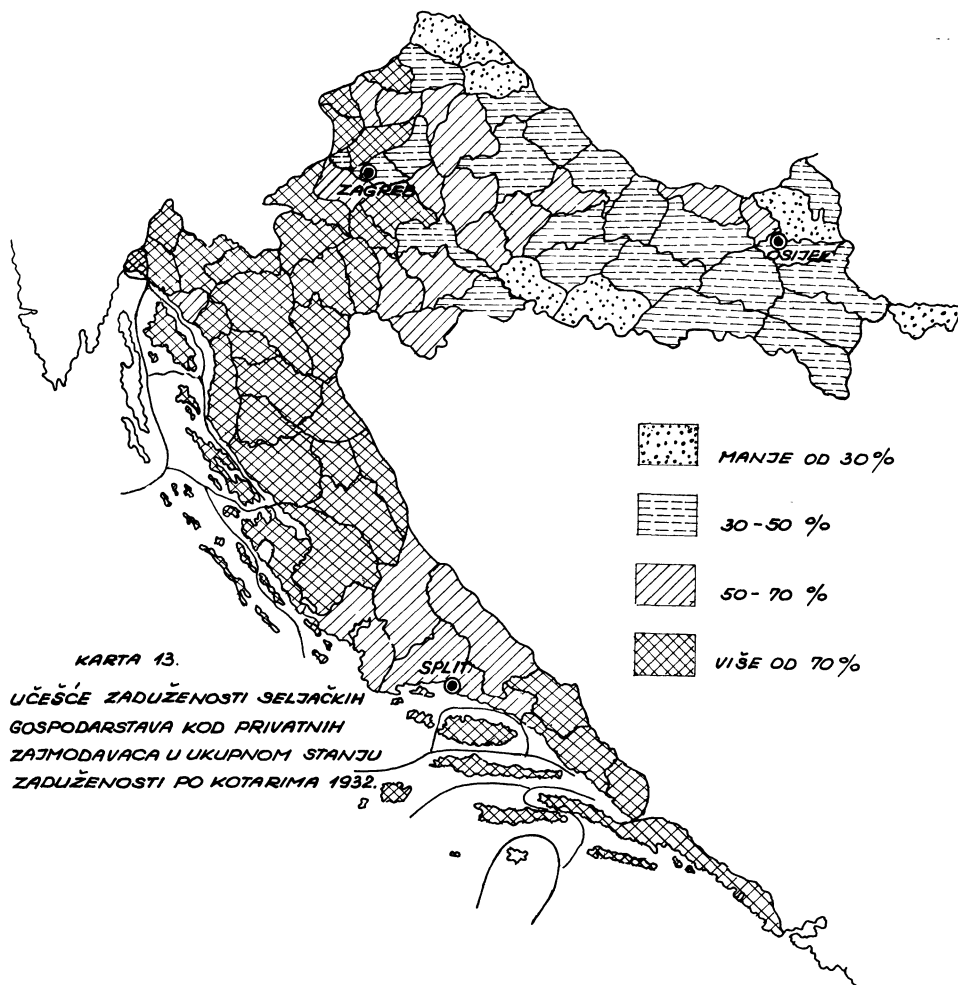 ZAGREB
OSIJEK
MANJE OD 30%
30-50 %
50-70 %
VIŠE OD 70%
SPLIT
KARTA 13.
UČEŠĆE ZADUŽENOSTI SELJAČKIH
GOSPODARSTAVA KOD PRIVATNIH
ZAJMODAVACA U UKUPNOM STANJU
ZADUŽENOSTI PO KOTARIMA 1932.